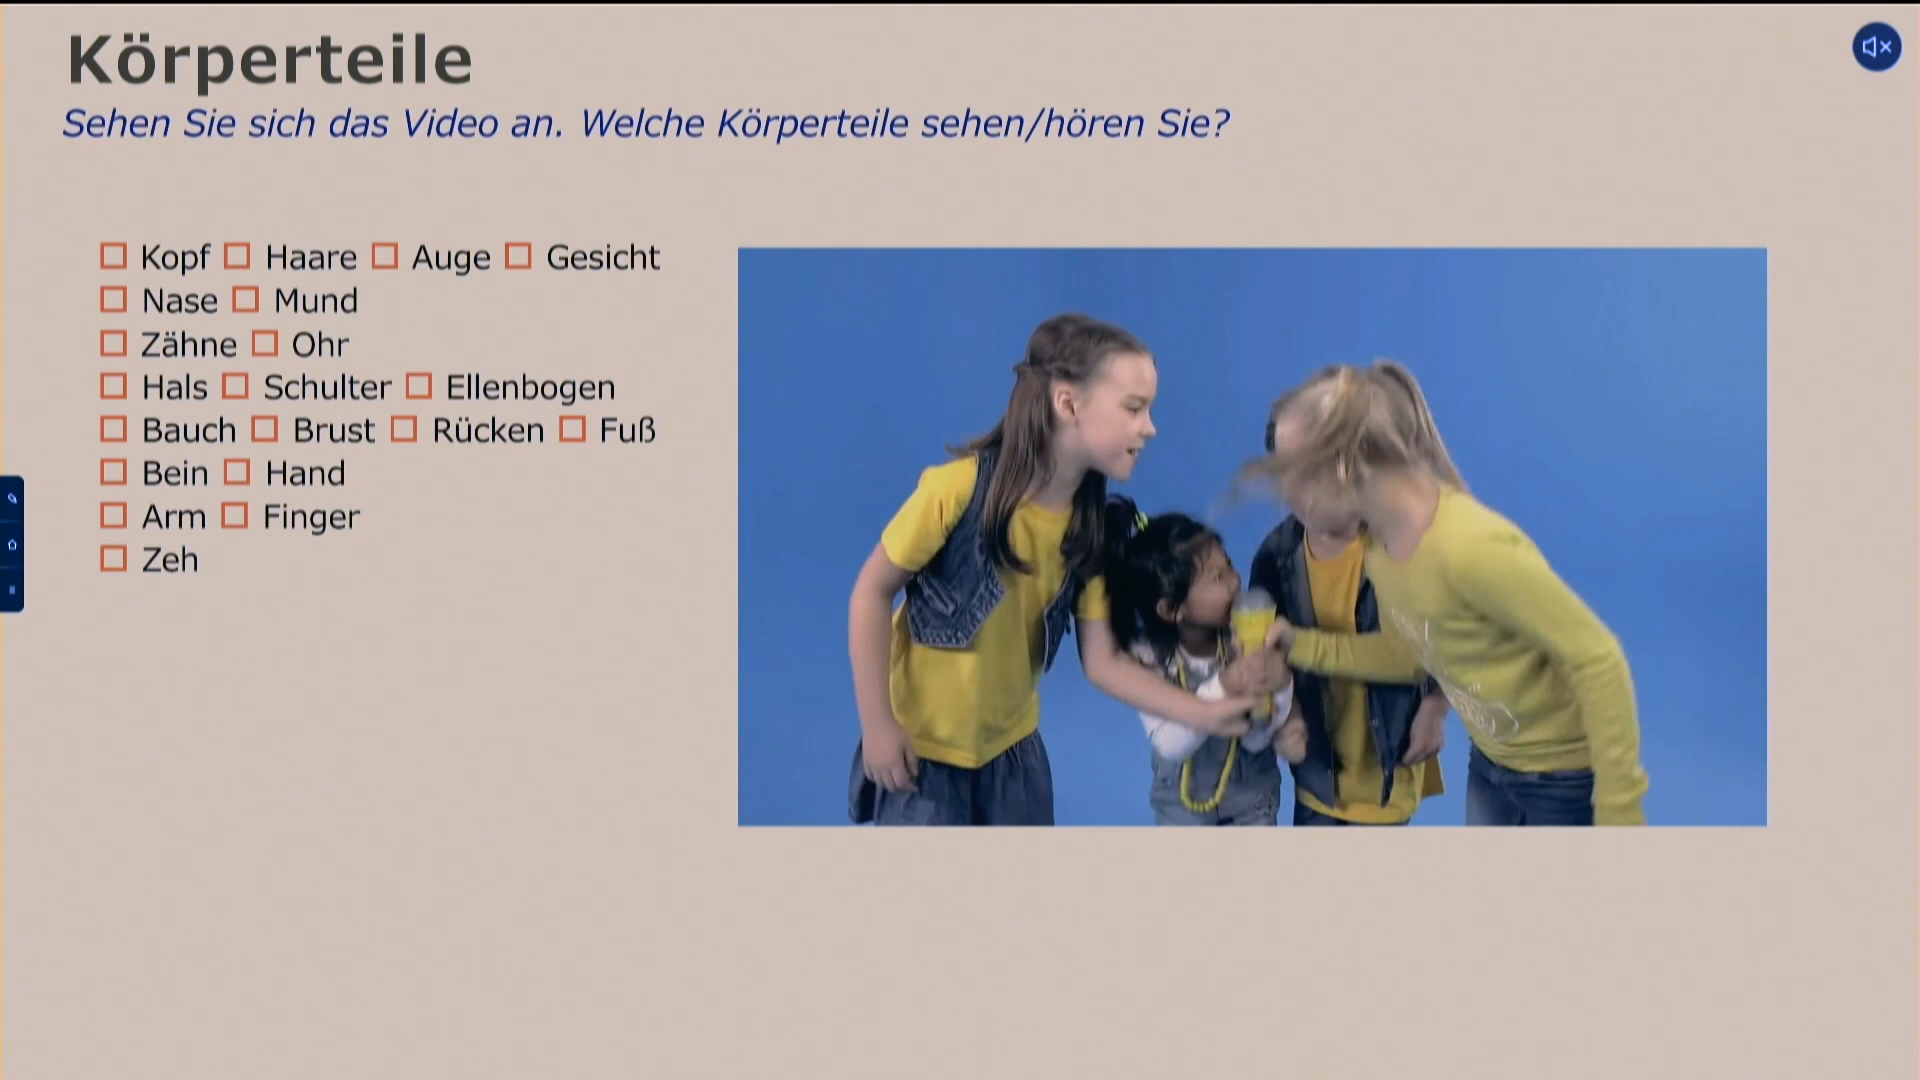 Körperteile
Sehen Sie sich das Video an. Welche Körperteile sehen/hören Sie?
Kopf Haare Auge Gesicht
Nase Mund
Zähne Ohr
Hals Schulter Ellenbogen
Bauch Brust Rücken Fuß
Bein Hand
Arm Finger
Zeh